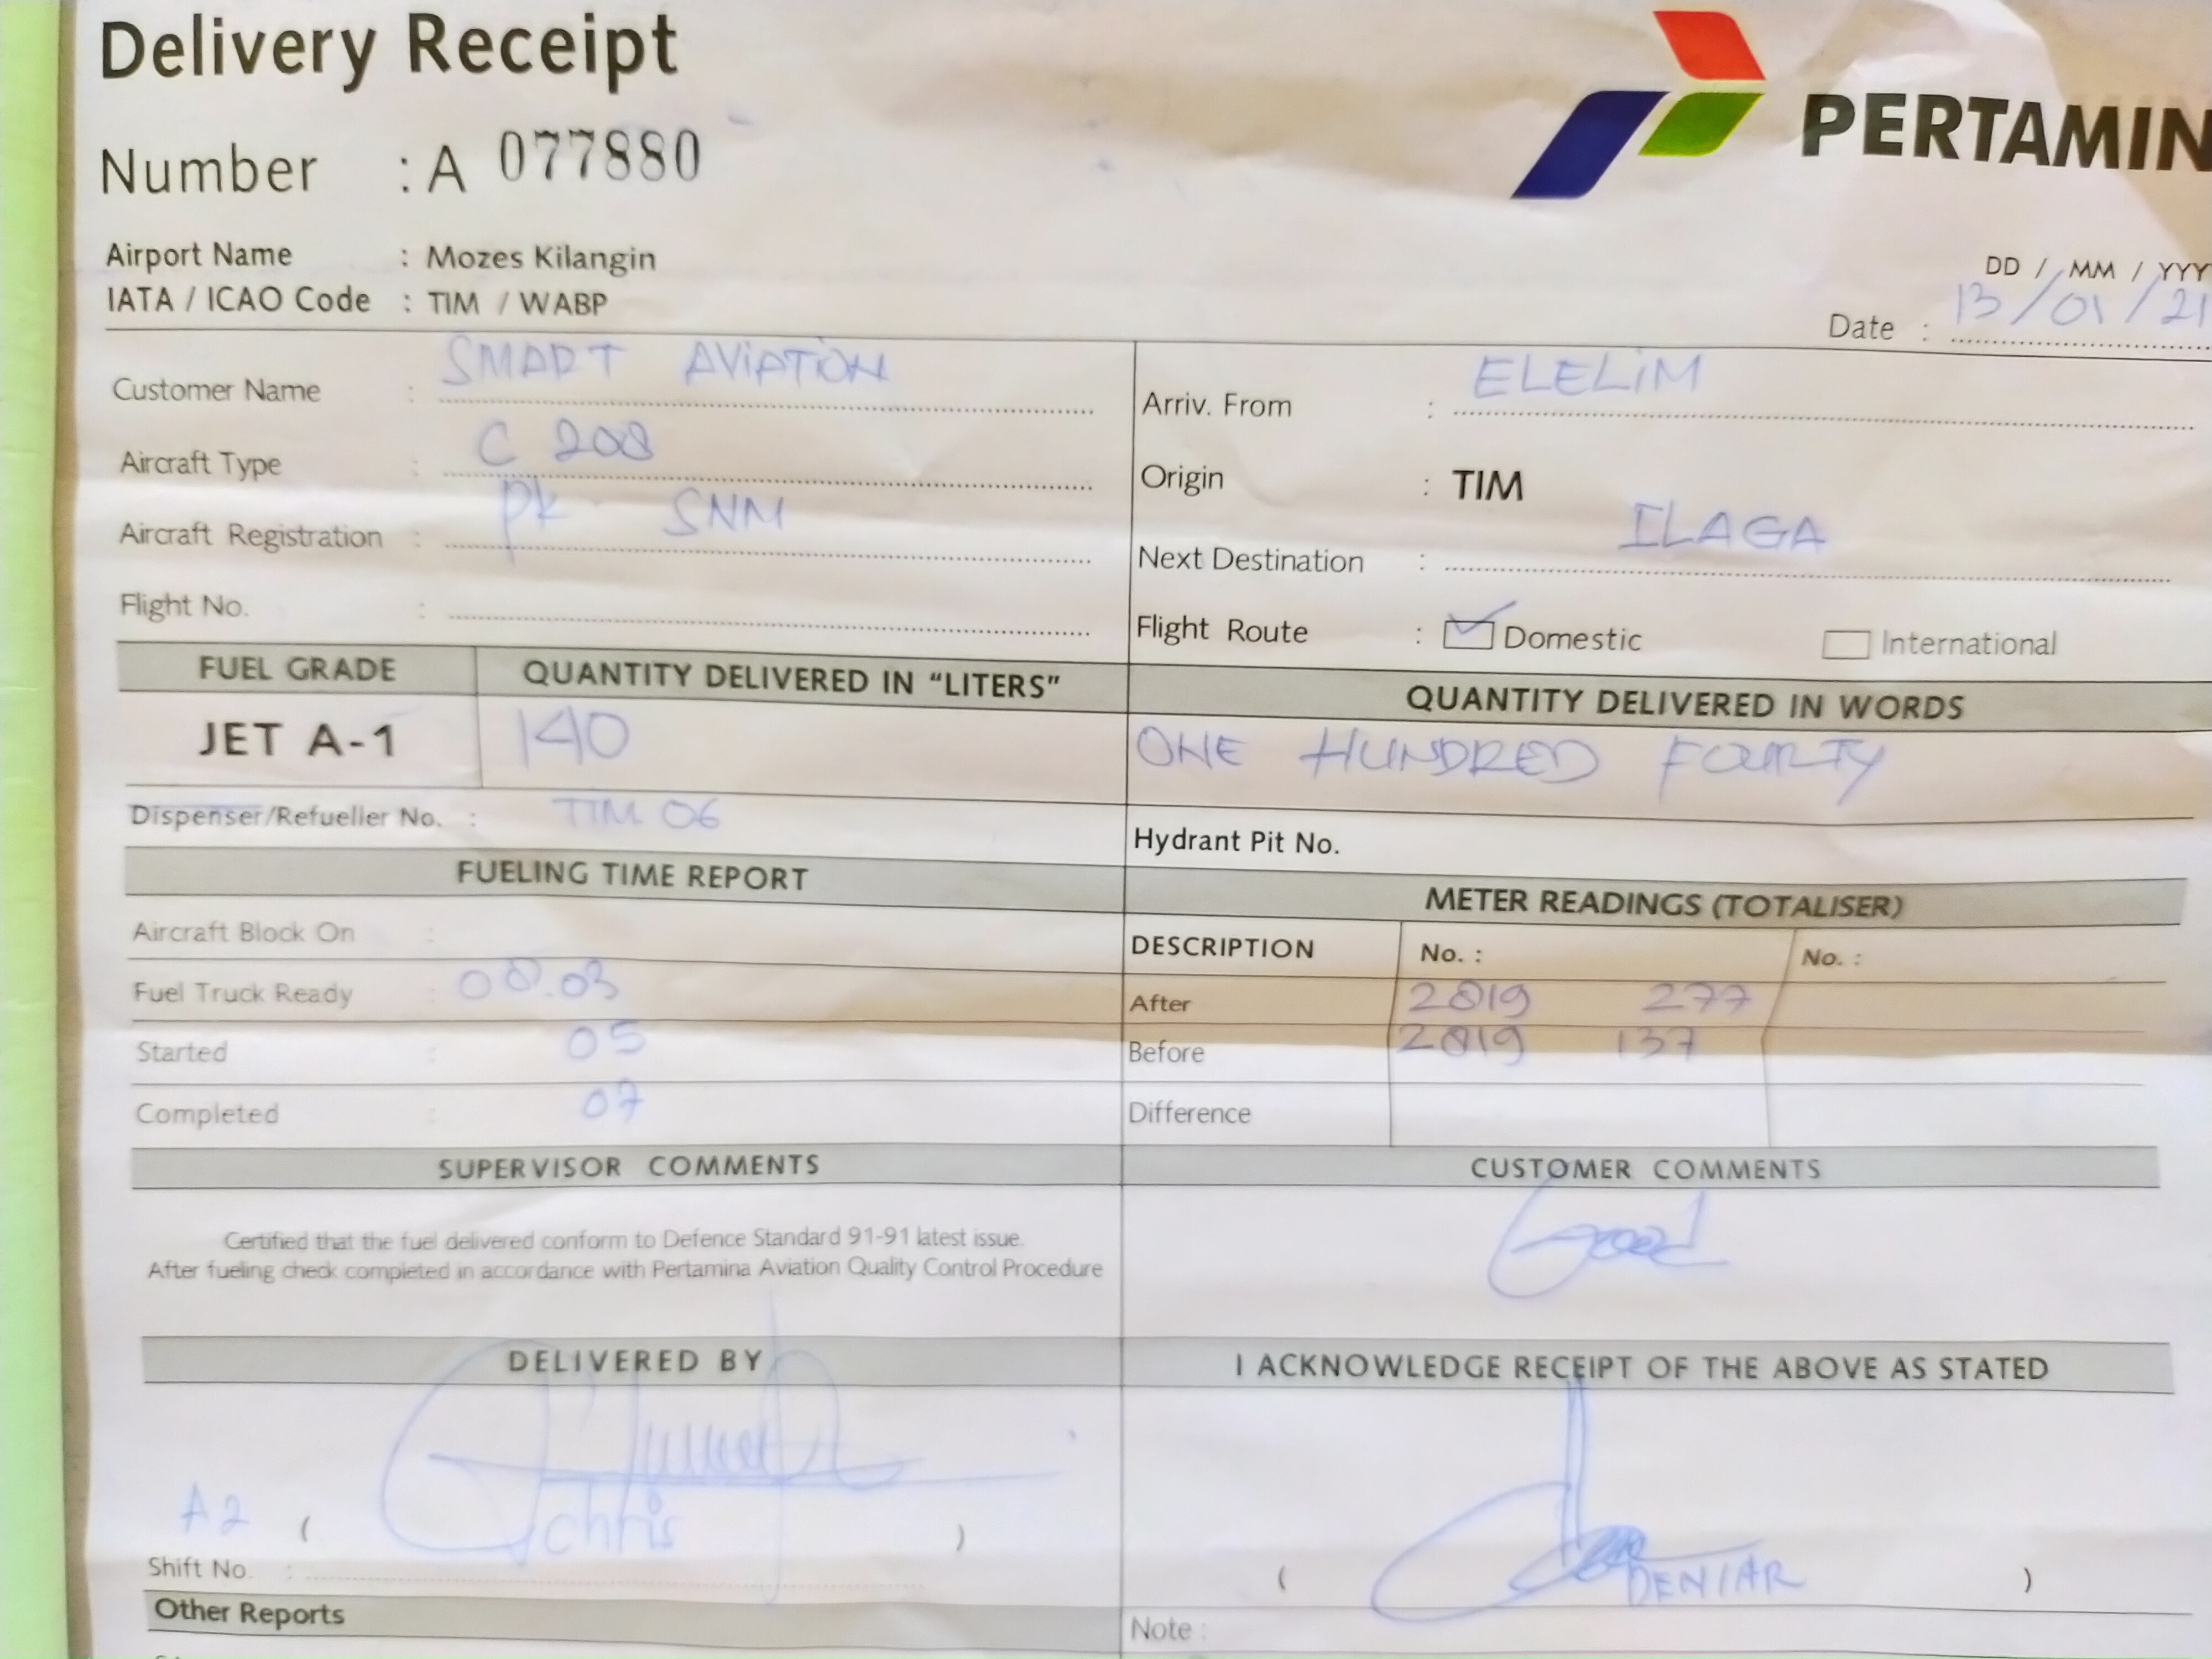 Delivery Receipt
PERTAMIN
Number : A 077880
Airport Name : Mozes Kilangin
IATA / ICAO Code : TIM / WABP
DD / MM / YYY
Date : 13/01/21
Customer Name : SMART AVIATION
Arriv. From : ELELIM
Aircraft Type : C 208
Origin : TIM
Aircraft Registration : PK - SNM
Next Destination : ILAGA
Flight No. :
Flight Route : Domestic International
FUEL GRADE QUANTITY DELIVERED IN “LITERS” QUANTITY DELIVERED IN WORDS
JET A-1 140 ONE HUNDRED FOURTY
Dispenser/Refueller No. : TIM 06
Hydrant Pit No.
FUELING TIME REPORT
METER READINGS (TOTALISER)
Aircraft Block On :
DESCRIPTION No. : No. :
Fuel Truck Ready : 08.03
After 2819 277
Started : 05
Before 2819 137
Completed : 07
Difference
SUPERVISOR COMMENTS CUSTOMER COMMENTS
Good
Certified that the fuel delivered conform to Defence Standard 91-91 latest issue.
After fueling check completed in accordance with Pertamina Aviation Quality Control Procedure
DELIVERED BY I ACKNOWLEDGE RECEIPT OF THE ABOVE AS STATED
A2 ( chris )
( DENIAR )
Shift No. :
Other Reports
Note :